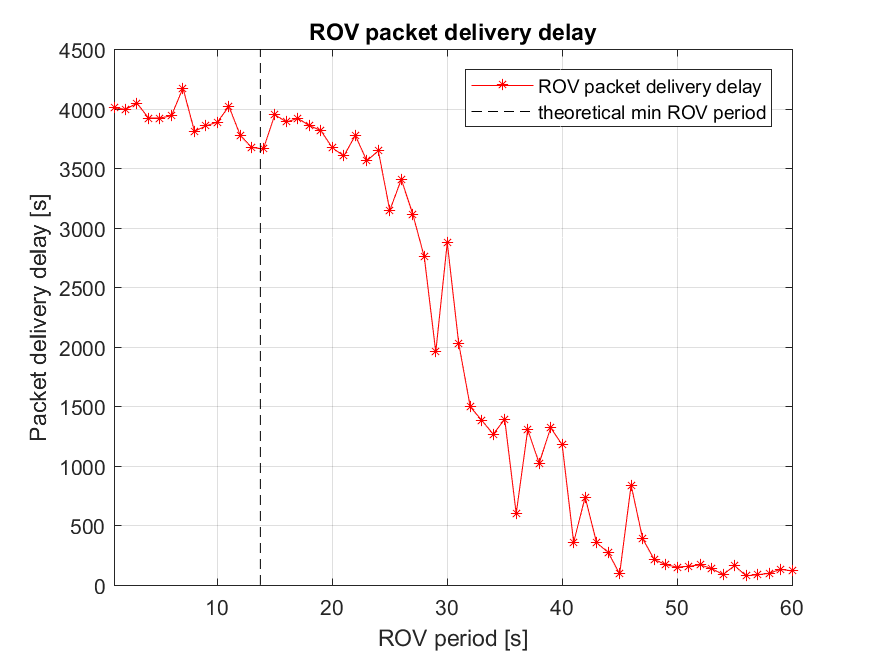 ROV packet delivery delay
4500
4000
3500
3000
2500
2000
1500
1000
500
0
Packet delivery delay [s]
ROV packet delivery delay
theoretical min ROV period
10 20 30 40 50 60
ROV period [s]